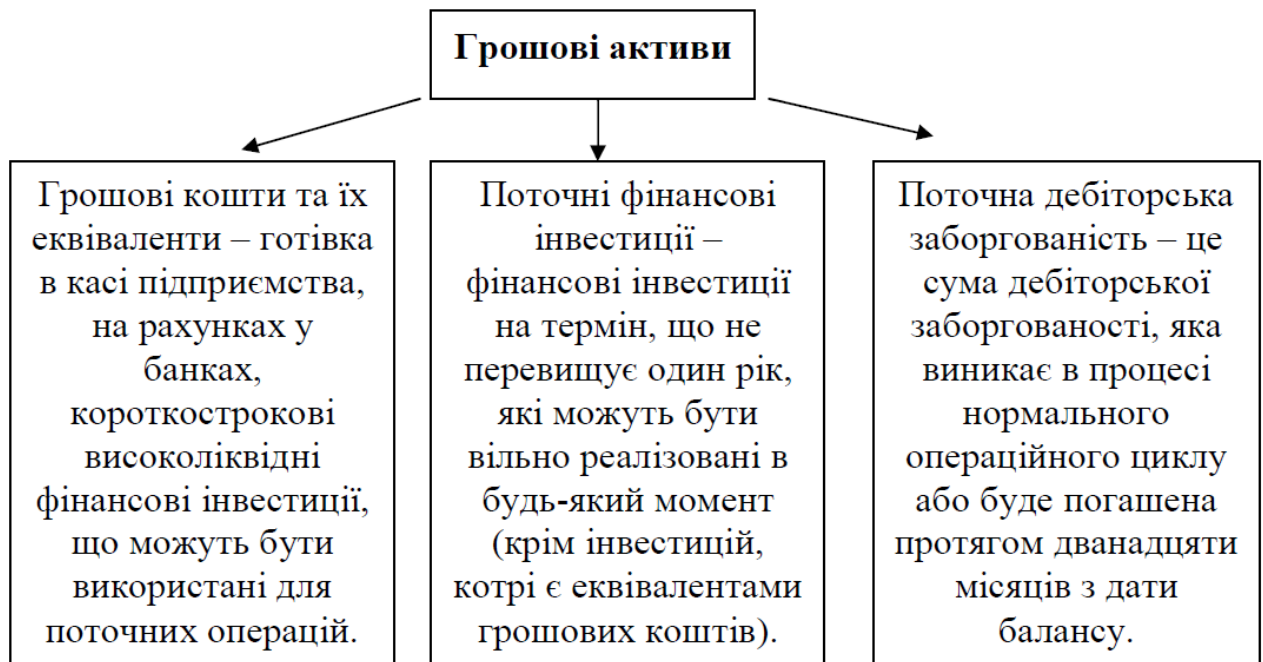 Грошові активи
Грошові кошти та їх
еквіваленти – готівка
в касі підприємства,
на рахунках у
банках,
короткострокові
високоліквідні
фінансові інвестиції,
що можуть бути
використані для
поточних операцій.
Поточні фінансові
інвестиції –
фінансові інвестиції
на термін, що не
перевищує один рік,
які можуть бути
вільно реалізовані в
будь-який момент
(крім інвестицій,
котрі є еквівалентами
грошових коштів).
Поточна дебіторська
заборгованість – це
сума дебіторської
заборгованості, яка
виникає в процесі
нормального
операційного циклу
або буде погашена
протягом дванадцяти
місяців з дати
балансу.